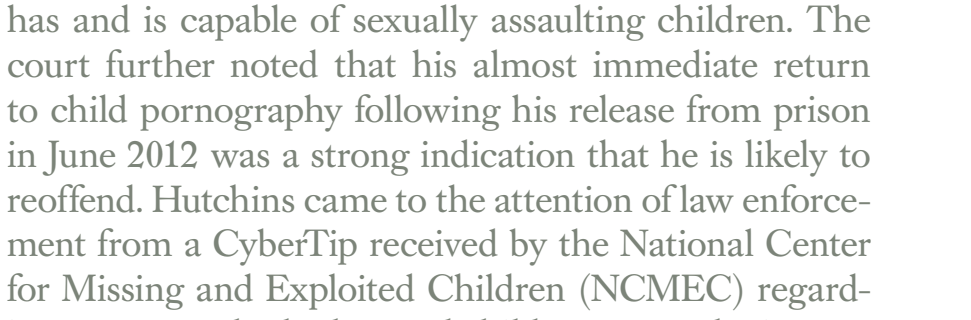 has and is capable of sexually assaulting children. The
court further noted that his almost immediate return
to child pornography following his release from prison
in June 2012 was a strong indication that he is likely to
reoffend. Hutchins came to the attention of law enforce-
ment from a CyberTip received by the National Center
for Missing and Exploited Children (NCMEC) regard-